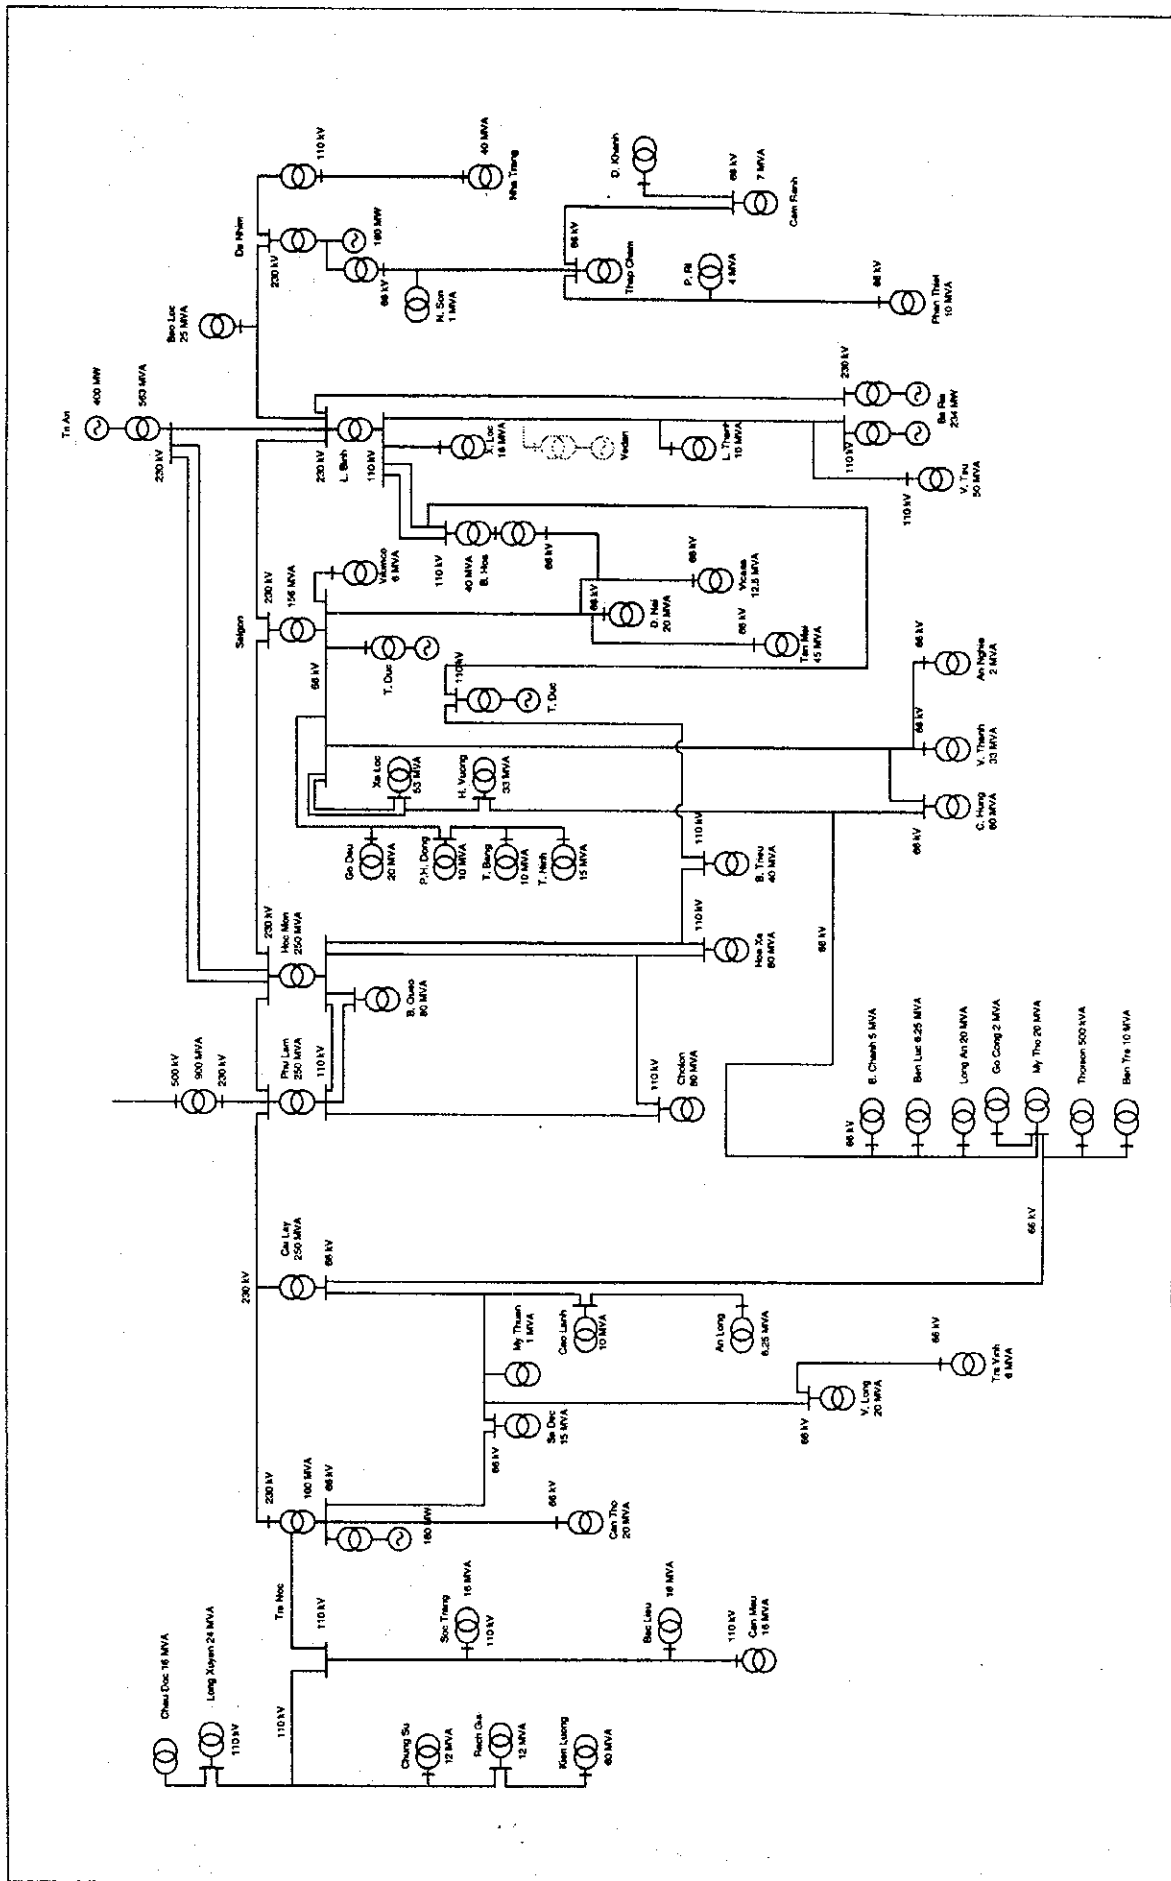 Chau Doc 16 MVA
Long Xuyen 24 MVA
110 kV
110 kV
Chung Su
12 MVA
Rach Gia
12 MVA
Kien Luong
60 MVA
Tra Noc
110 kV
Soc Trang
16 MVA
110 kV
Bac Lieu
16 MVA
110 kV
Can Mau
16 MVA
230 kV
100 MVA
66 kV
160 MW
66 kV
Can Tho
20 MVA
66 kV
Sa Dec
15 MVA
My Thuan
1 MVA
66 kV
V. Long
20 MVA
66 kV
Tra Vinh
6 MVA
230 kV
Cai Lay
250 MVA
66 kV
Cao Lanh
10 MVA
An Long
6.25 MVA
66 kV
500 kV
900 MVA
230 kV
Phu Lam
250 MVA
110 kV
B. Queo
80 MVA
110 kV
Cholon
80 MVA
66 kV
B. Chanh 5 MVA
Ben Luc 6.25 MVA
Long An 20 MVA
Go Cong 2 MVA
My Tho 20 MVA
Thoison 500 kVA
Ben Tre 10 MVA
230 kV
Hoc Mon
250 MVA
110 kV
Hoa Xa
80 MVA
66 kV
110 kV
B. Trieu
40 MVA
Go Dau
20 MVA
P.H. Dong
10 MVA
T. Bang
10 MVA
T. Ninh
15 MVA
Xa Loc
53 MVA
H. Vuong
33 MVA
66 kV
C. Hung
60 MVA
66 kV
V. Thanh
33 MVA
66 kV
An Nghia
2 MVA
Saigon
230 kV
156 MVA
66 kV
T. Duc
110 kV
T. Duc
Vikimco
6 MVA
66 kV
D. Nai
20 MVA
66 kV
Tan Mai
45 MVA
66 kV
Vicasa
12.5 MVA
110 kV
40 MVA
B. Hoa
66 kV
Tri An
400 MW
563 MVA
230 kV
230 kV
L. Binh
110 kV
X. Loc
16 MVA
Vedan
L. Thanh
10 MVA
110 kV
V. Tau
50 MVA
110 kV
230 kV
Ba Ria
234 MW
Bao Loc
25 MVA
Da Nhim
230 kV
160 MW
66 kV
N. Son
1 MVA
110 kV
40 MVA
Nha Trang
66 kV
Thap Cham
P. Ri
4 MVA
66 kV
Phan Thiet
10 MVA
D. Khanh
66 kV
7 MVA
Cam Ranh